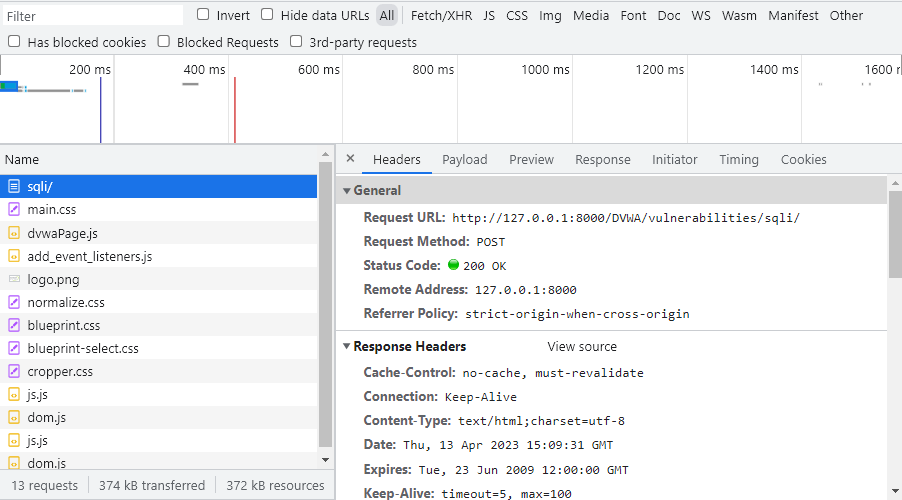 Filter Invert Hide data URLs All Fetch/XHR JS CSS Img Media Font Doc WS Wasm Manifest Other
Has blocked cookies Blocked Requests 3rd-party requests
200 ms 400 ms 600 ms 800 ms 1000 ms 1200 ms 1400 ms 1600 r
Name
sqli/
main.css
dvwaPage.js
add_event_listeners.js
logo.png
normalize.css
blueprint.css
blueprint-select.css
cropper.css
js.js
dom.js
js.js
dom.js
13 requests 374 kB transferred 372 kB resources
× Headers Payload Preview Response Initiator Timing Cookies
▼ General
Request URL: http://127.0.0.1:8000/DVWA/vulnerabilities/sqli/
Request Method: POST
Status Code: 200 OK
Remote Address: 127.0.0.1:8000
Referrer Policy: strict-origin-when-cross-origin
▼ Response Headers View source
Cache-Control: no-cache, must-revalidate
Connection: Keep-Alive
Content-Type: text/html;charset=utf-8
Date: Thu, 13 Apr 2023 15:09:31 GMT
Expires: Tue, 23 Jun 2009 12:00:00 GMT
Keep-Alive: timeout=5, max=100